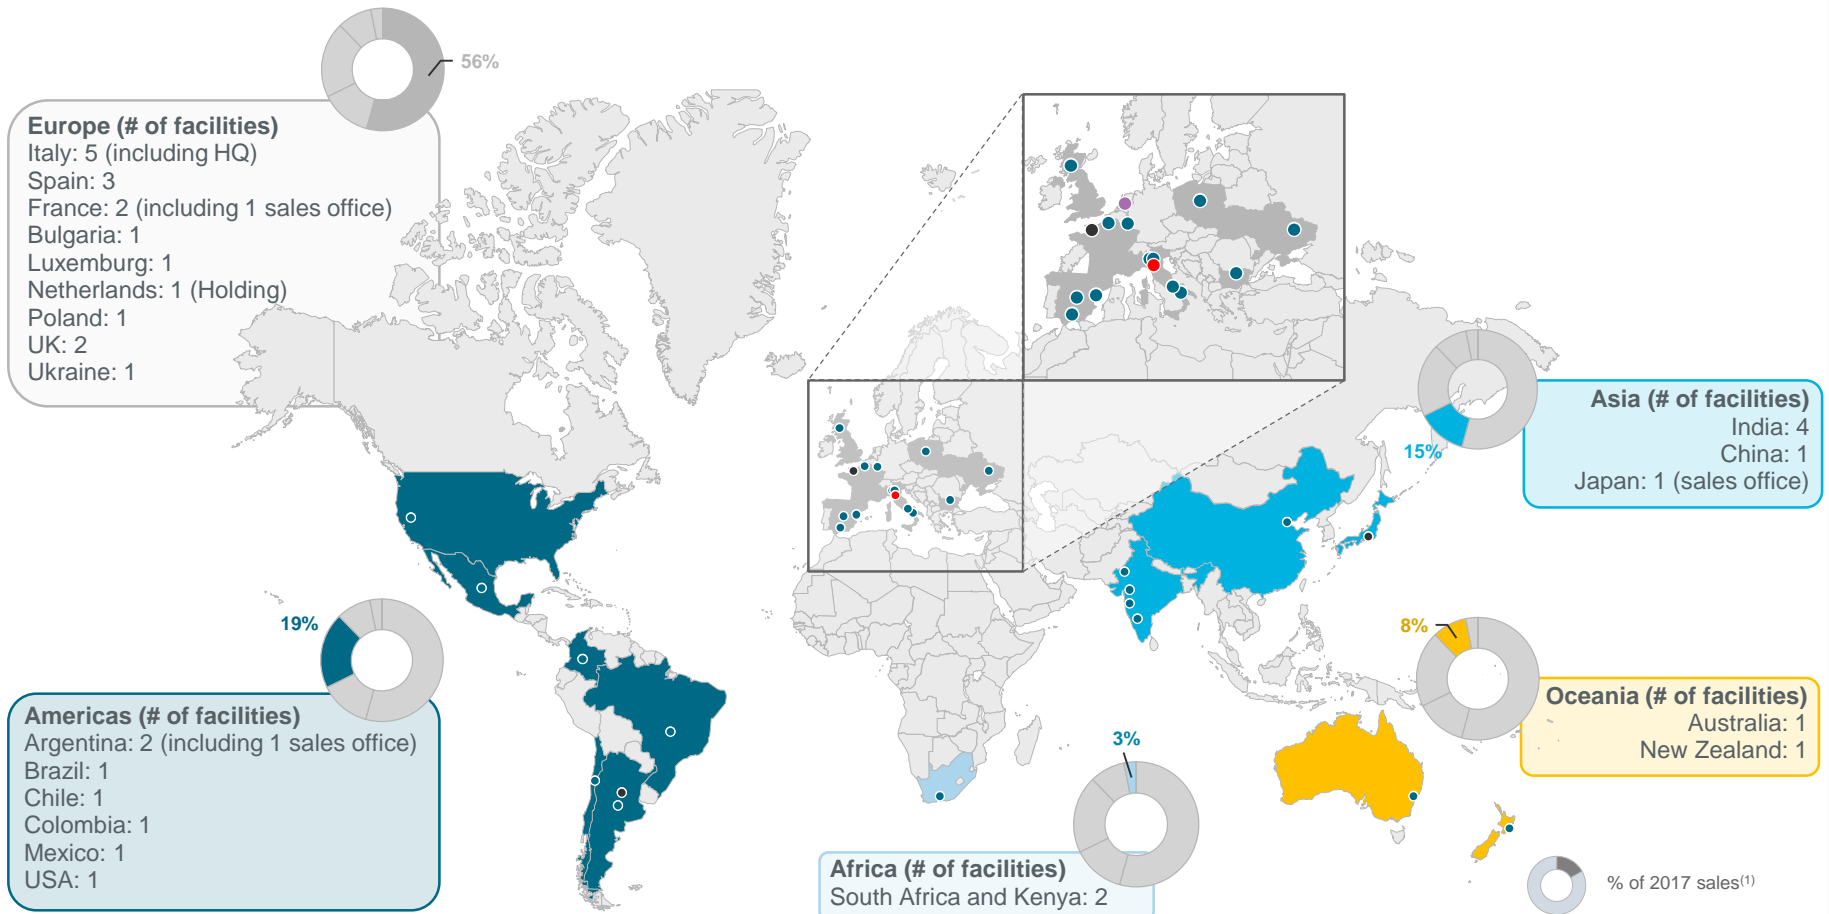 56%
Europe (# of facilities)
Italy: 5 (including HQ)
Spain: 3
France: 2 (including 1 sales office)
Bulgaria: 1
Luxemburg: 1
Netherlands: 1 (Holding)
Poland: 1
UK: 2
Ukraine: 1
15%
Asia (# of facilities)
India: 4
China: 1
Japan: 1 (sales office)
19%
Americas (# of facilities)
Argentina: 2 (including 1 sales office)
Brazil: 1
Chile: 1
Colombia: 1
Mexico: 1
USA: 1
8%
Oceania (# of facilities)
Australia: 1
New Zealand: 1
3%
Africa (# of facilities)
South Africa and Kenya: 2
% of 2017 sales(1)